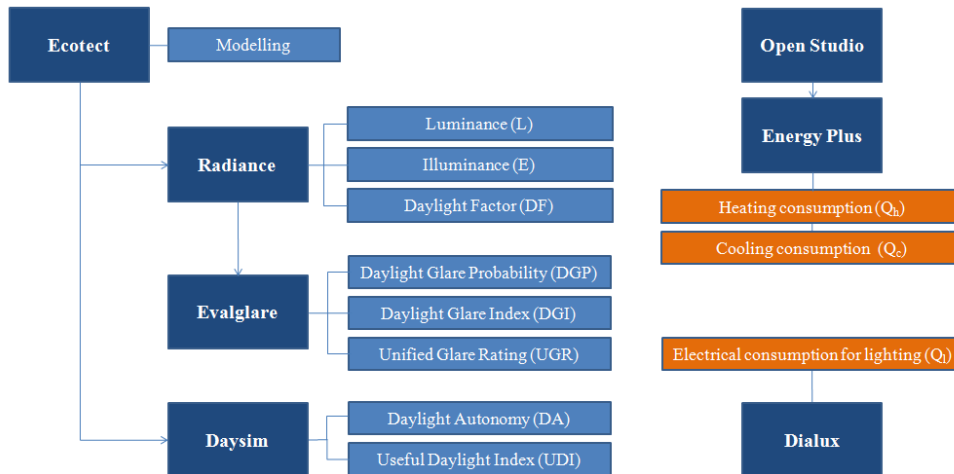 Ecotect
Modelling
Radiance
Luminance (L)
Illuminance (E)
Daylight Factor (DF)
Evalglare
Daylight Glare Probability (DGP)
Daylight Glare Index (DGI)
Unified Glare Rating (UGR)
Daysim
Daylight Autonomy (DA)
Useful Daylight Index (UDI)
Open Studio
Energy Plus
Heating consumption (Qh)
Cooling consumption (Qc)
Electrical consumption for lighting (Ql)
Dialux